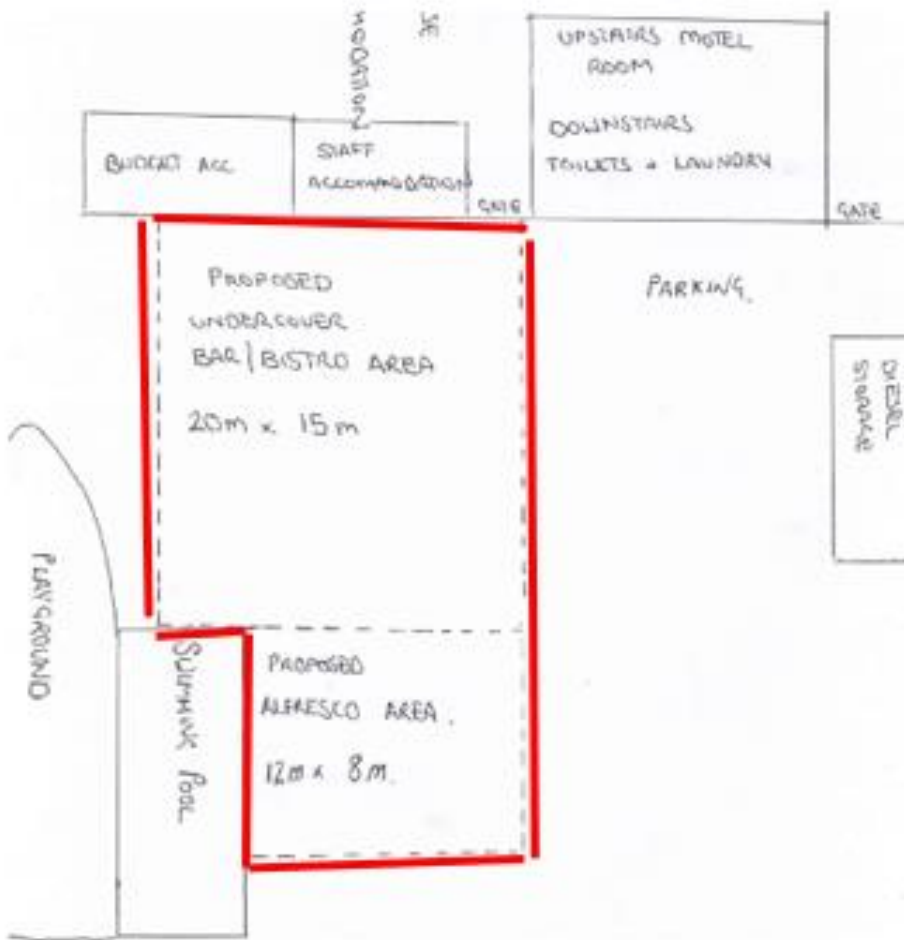 SE
UPSTAIRS MOTEL
ROOM
DOWNSTAIRS
TOILETS + LAUNDRY
BUDGET ACC
STAFF
ACCOMMODATION
GATE
GATE
PROPOSED
UNDERCOVER
BAR/BISTRO AREA
20m x 15m
PARKING.
DIESEL
STORAGE
PLAYGROUND
SWIMMING POOL
PROPOSED
ALFRESCO AREA.
12m x 8m.